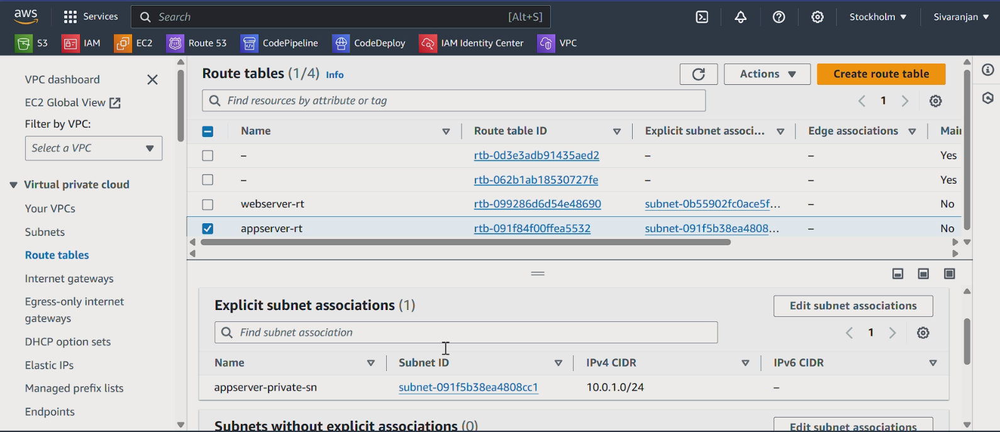 aws Services Search [Alt+S] Stockholm Sivaranjan
S3 IAM EC2 Route 53 CodePipeline CodeDeploy IAM Identity Center VPC
VPC dashboard
EC2 Global View
Filter by VPC:
Select a VPC
Virtual private cloud
Your VPCs
Subnets
Route tables
Internet gateways
Egress-only internet
gateways
DHCP option sets
Elastic IPs
Managed prefix lists
Endpoints
Route tables (1/4) Info
Actions Create route table
Find resources by attribute or tag 1
Name Route table ID Explicit subnet associ... Edge associations Mai
– rtb-0d3e3adb91435aed2 – – Yes
– rtb-062b1ab18530727fe – – Yes
webserver-rt rtb-099286d6d54e48690 subnet-0b55902fc0ace5f... – No
appserver-rt rtb-091f84f00ffea5532 subnet-091f5b38ea4808... – No
Explicit subnet associations (1) Edit subnet associations
Find subnet association 1
Name Subnet ID IPv4 CIDR IPv6 CIDR
appserver-private-sn subnet-091f5b38ea4808cc1 10.0.1.0/24 –
Subnets without explicit associations (0) Edit subnet associations